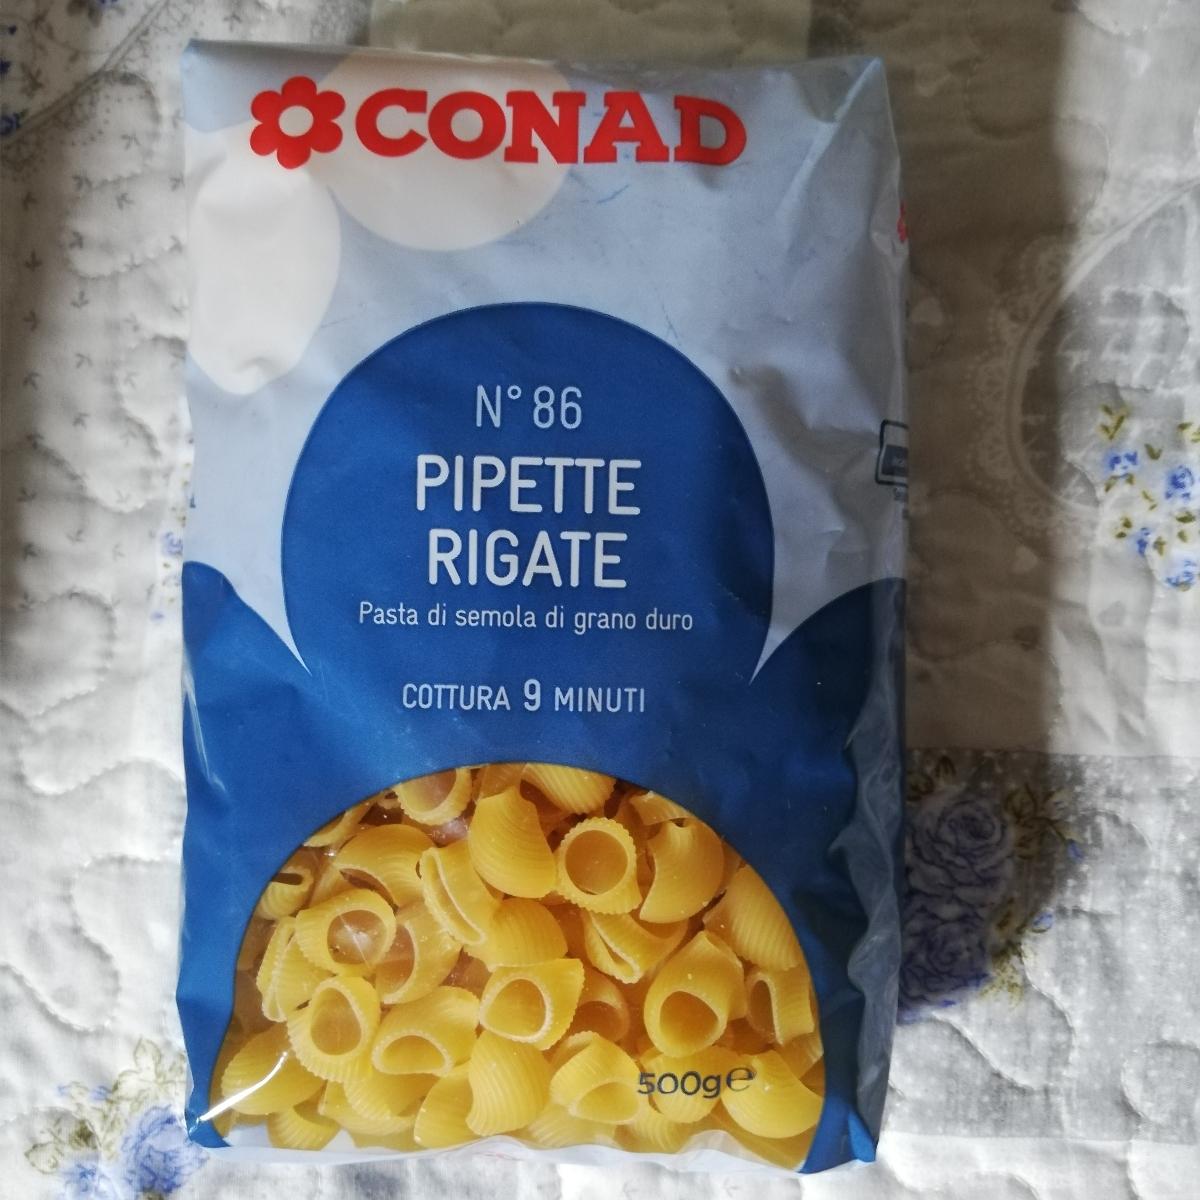 CONAD
N° 86
PIPETTE
RIGATE
Pasta di semola di grano duro
COTTURA 9 MINUTI
500g e